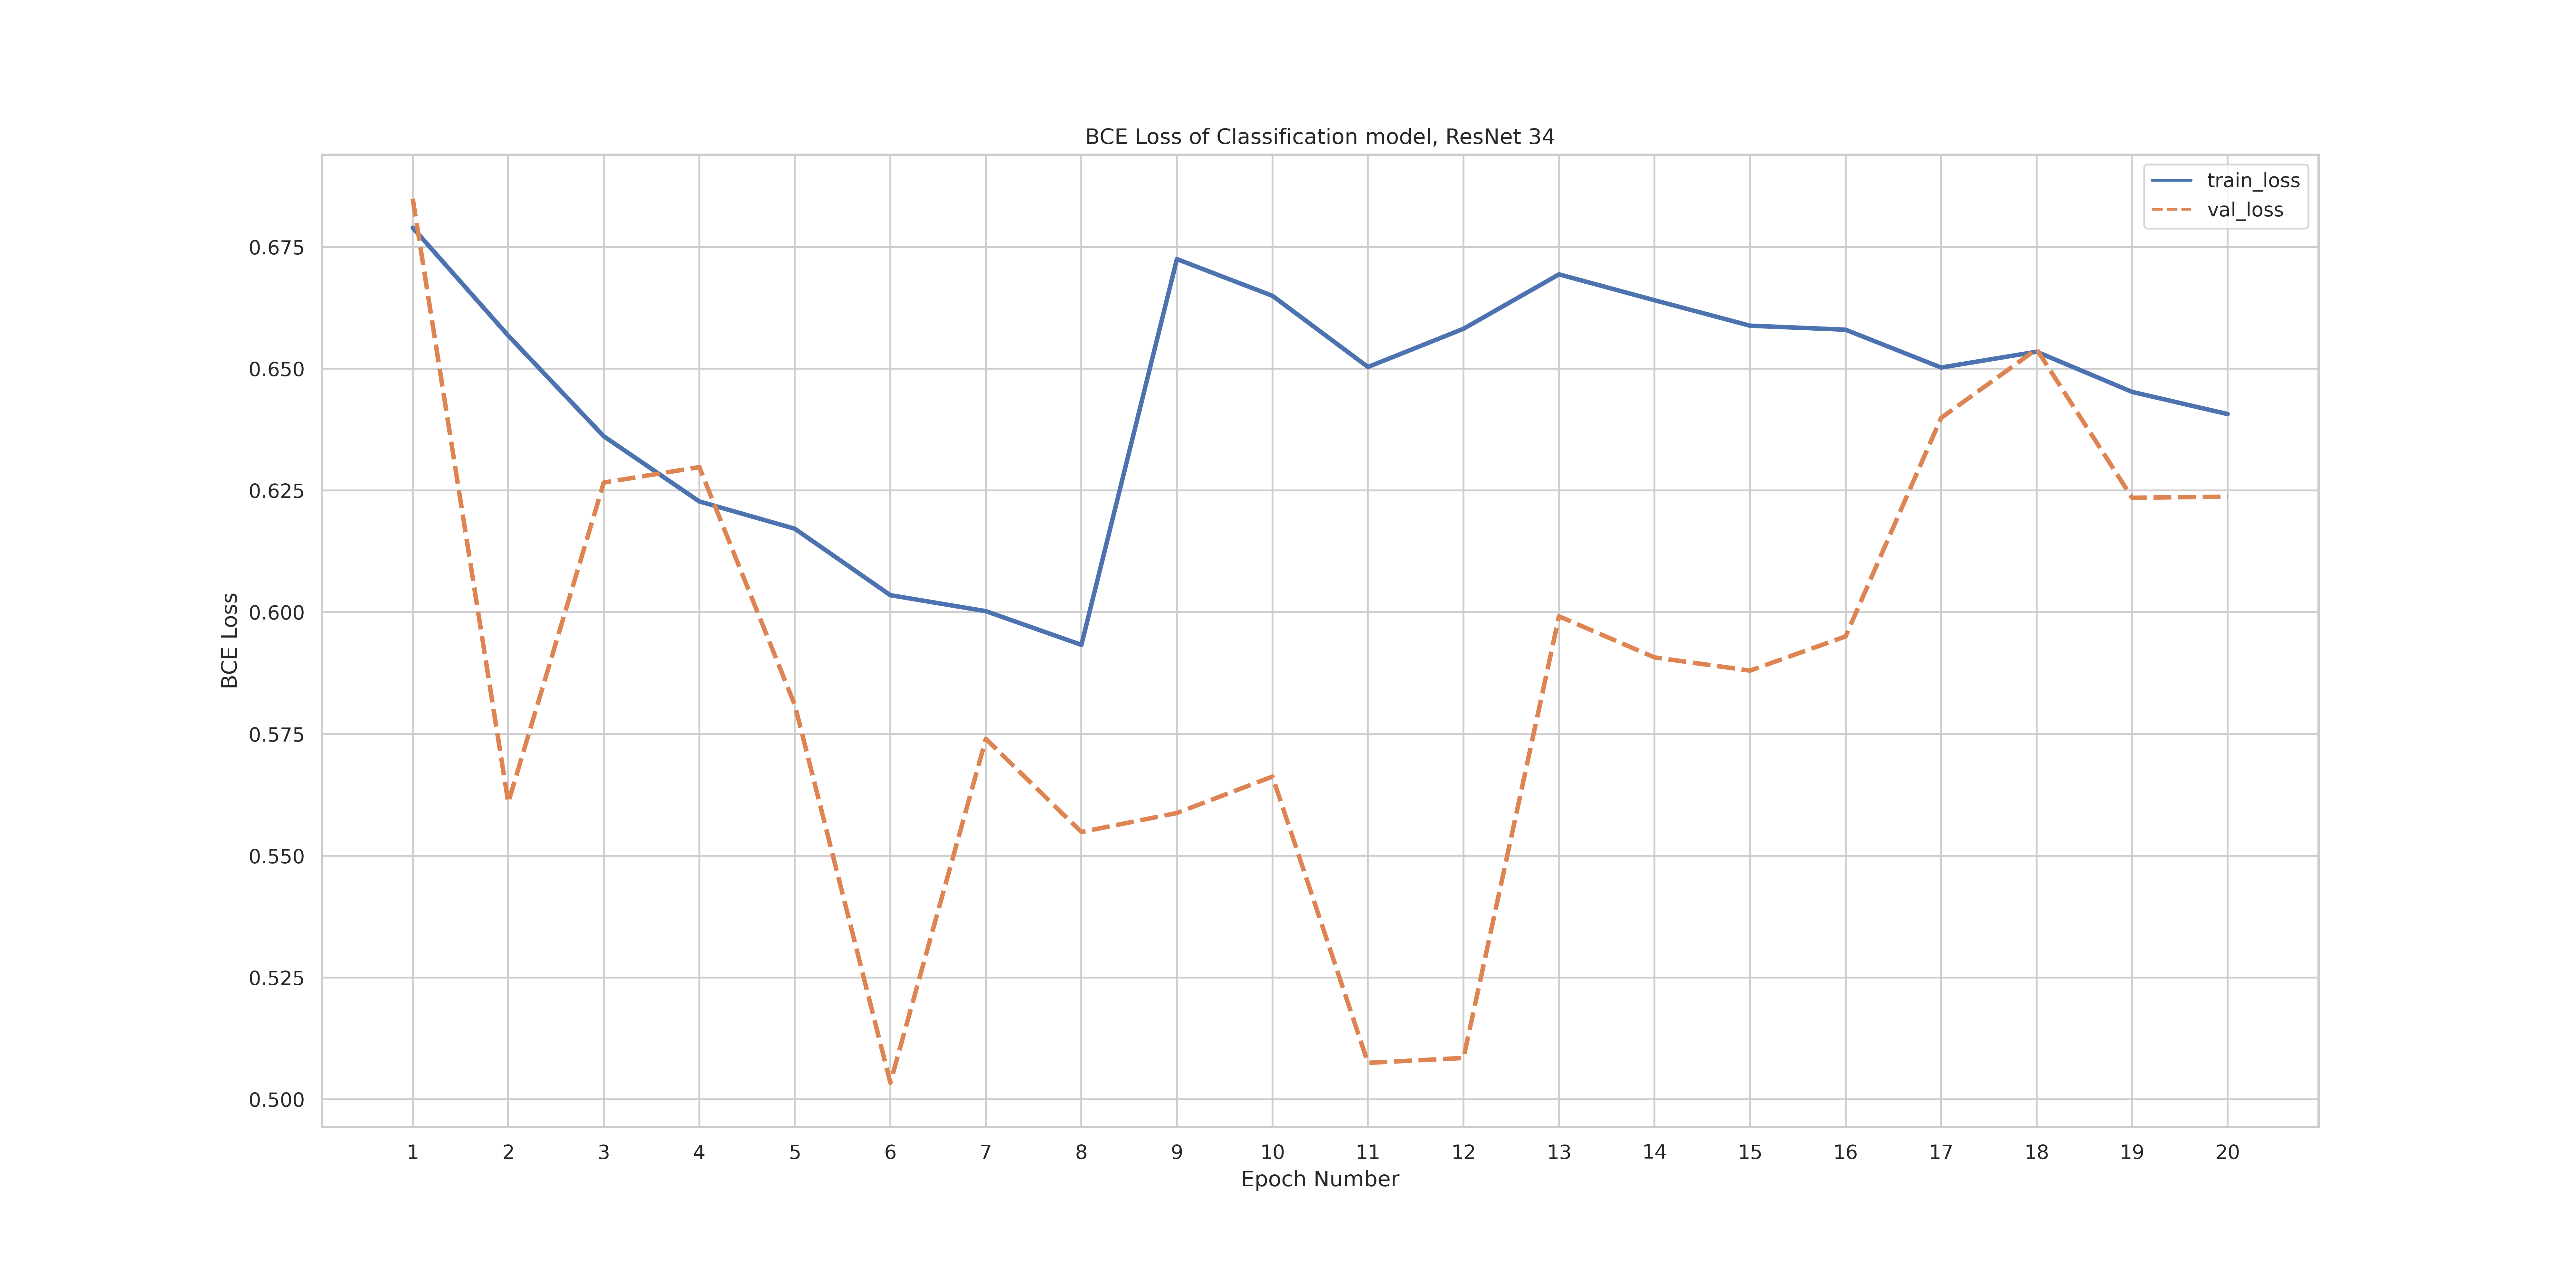 BCE Loss of Classification model, ResNet 34
train_loss
val_loss
0.675
0.650
0.625
0.600
0.575
0.550
0.525
0.500
BCE Loss
1 2 3 4 5 6 7 8 9 10 11 12 13 14 15 16 17 18 19 20
Epoch Number